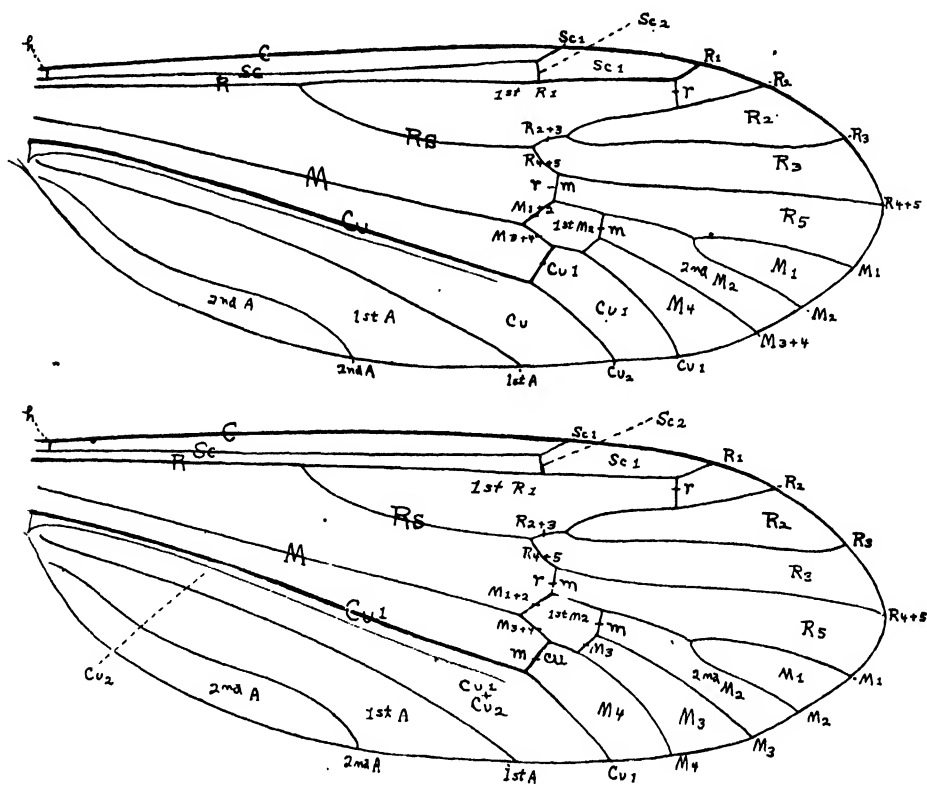 Sc2
h C Sc1 R1
Sc Sc1 R2
R 1st R1 r
R2
Rs R2+3 R3
R4+5 R3
M r m
M1+2 R4+5
1st M2 m R5
Cu M3+4
Cu1 2nd M2 M1 M1
2nd A 1st A Cu Cu1 M4 M2
M3+4
2nd A 1st A Cu2 Cu1
h C Sc1 Sc2
Sc Sc1 R1
R 1st R1 r R2
Rs R2+3 R2
R3
R4+5 R3
M r m
M1+2 R4+5
1st M2 m R5
Cu1 M3+4
m cu M3
Cu2 2nd A Cu1 2nd M2 M1 M1
+
1st A Cu2 M4 M3 M2
M3
2nd A 1st A Cu1 M4